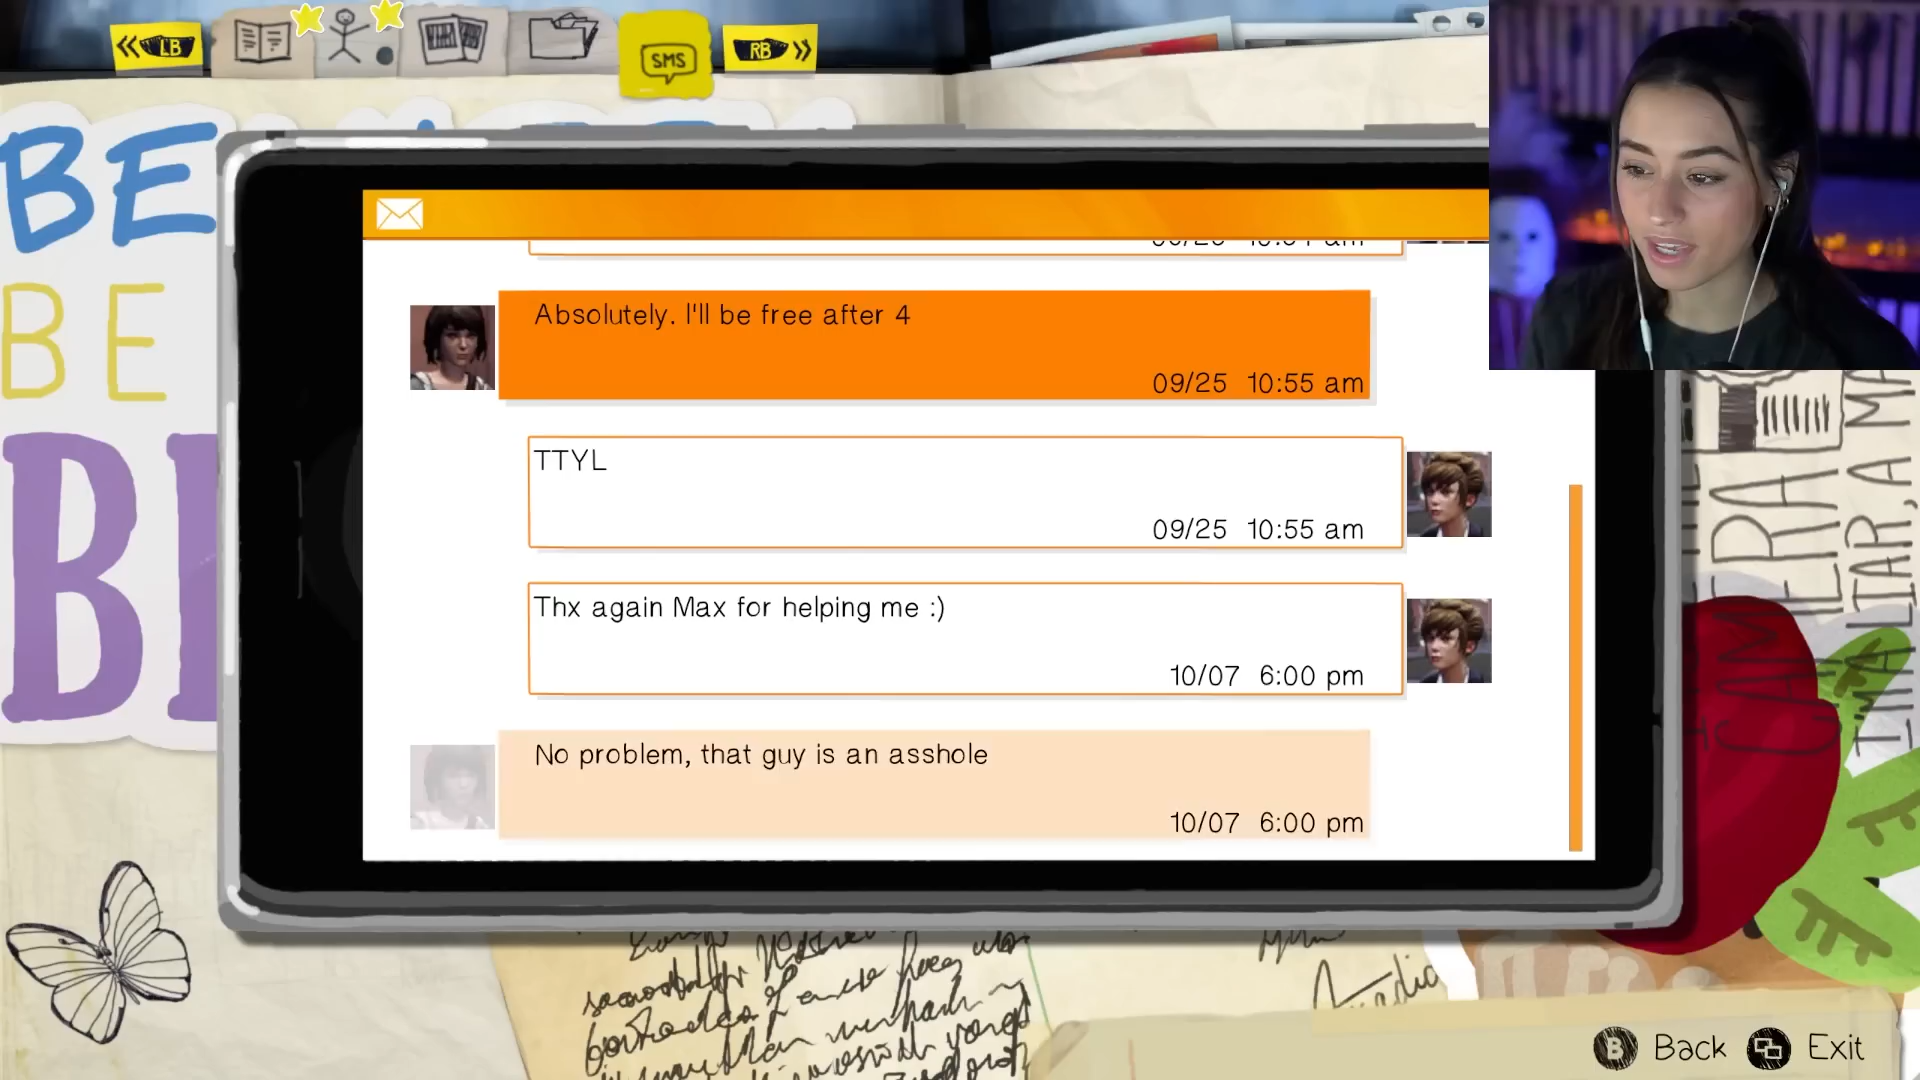 LB
SMS
RB
BE
BE
Absolutely. I'll be free after 4
09/25 10:55 am
TTYL
09/25 10:55 am
Thx again Max for helping me :)
10/07 6:00 pm
No problem, that guy is an asshole
10/07 6:00 pm
CAMERA
LIAR, A
B Back
Exit